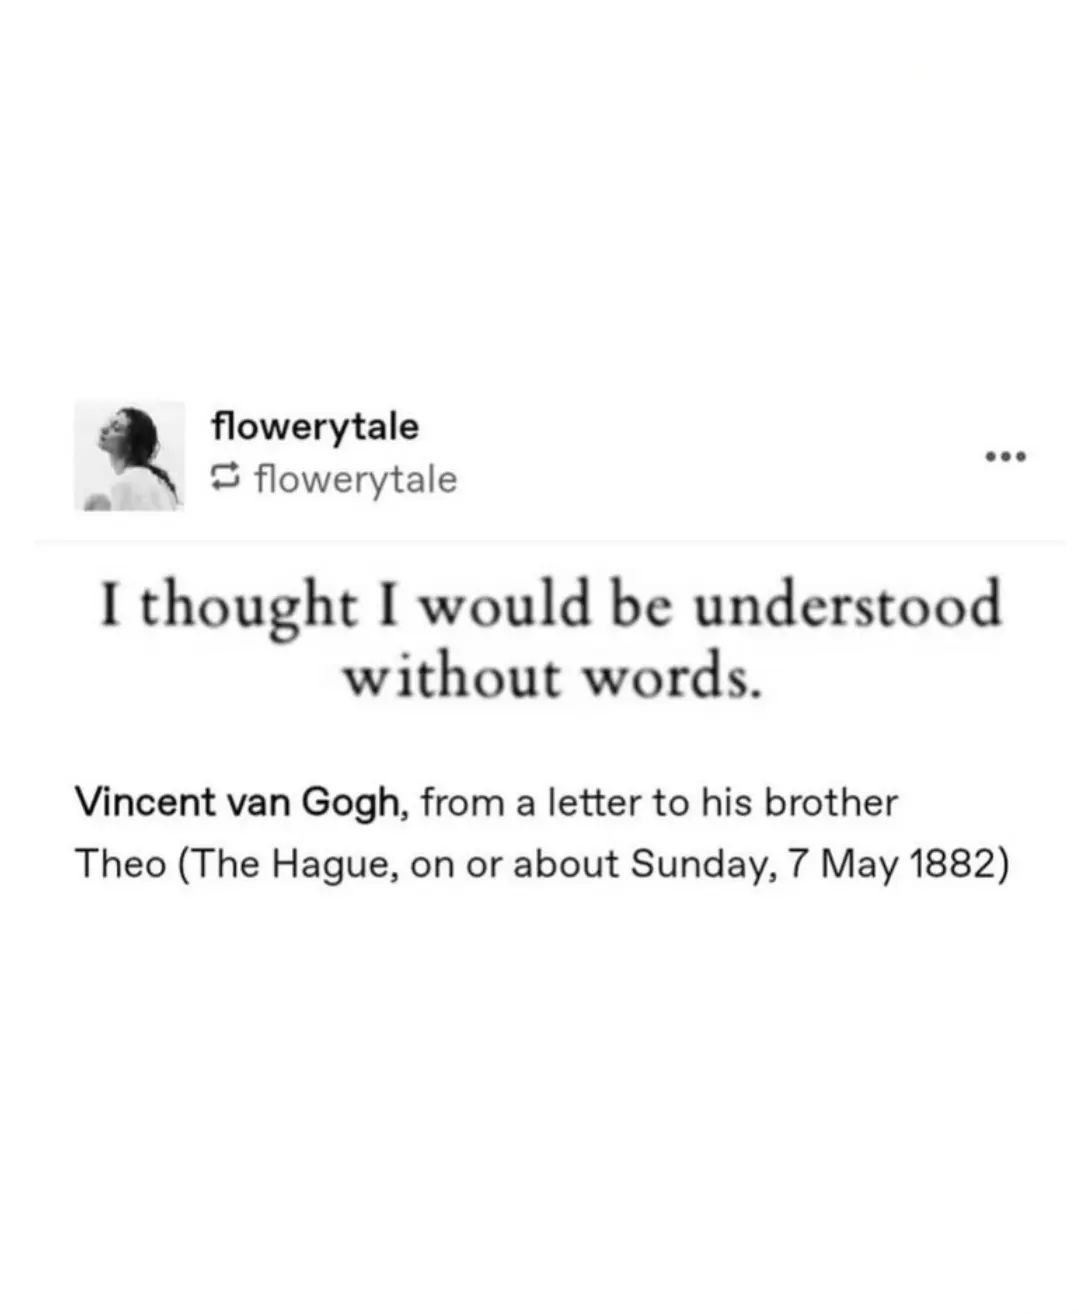 flowerytale
flowerytale
I thought I would be understood
without words.
Vincent van Gogh, from a letter to his brother
Theo (The Hague, on or about Sunday, 7 May 1882)